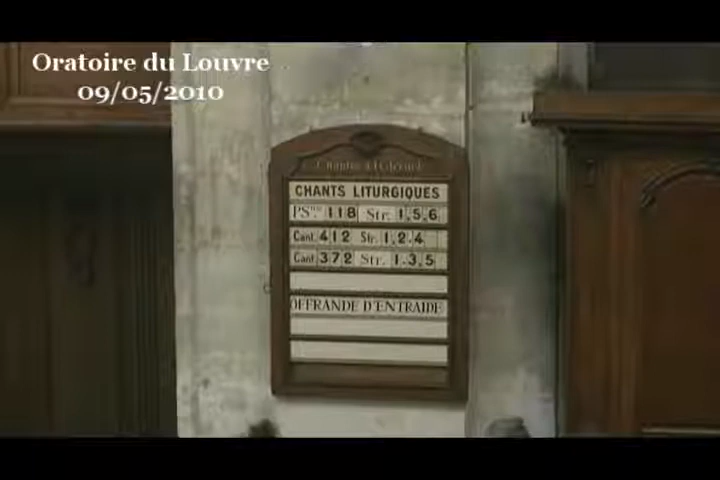 Oratoire du Louvre
09/05/2010
CHANTS LITURGIQUES
PS. 118 Str. 1,5,6
Cant. 412 Str. 1.2.4
Cant. 372 Str. 1.3.5
OFFRANDE D'ENTRAIDE